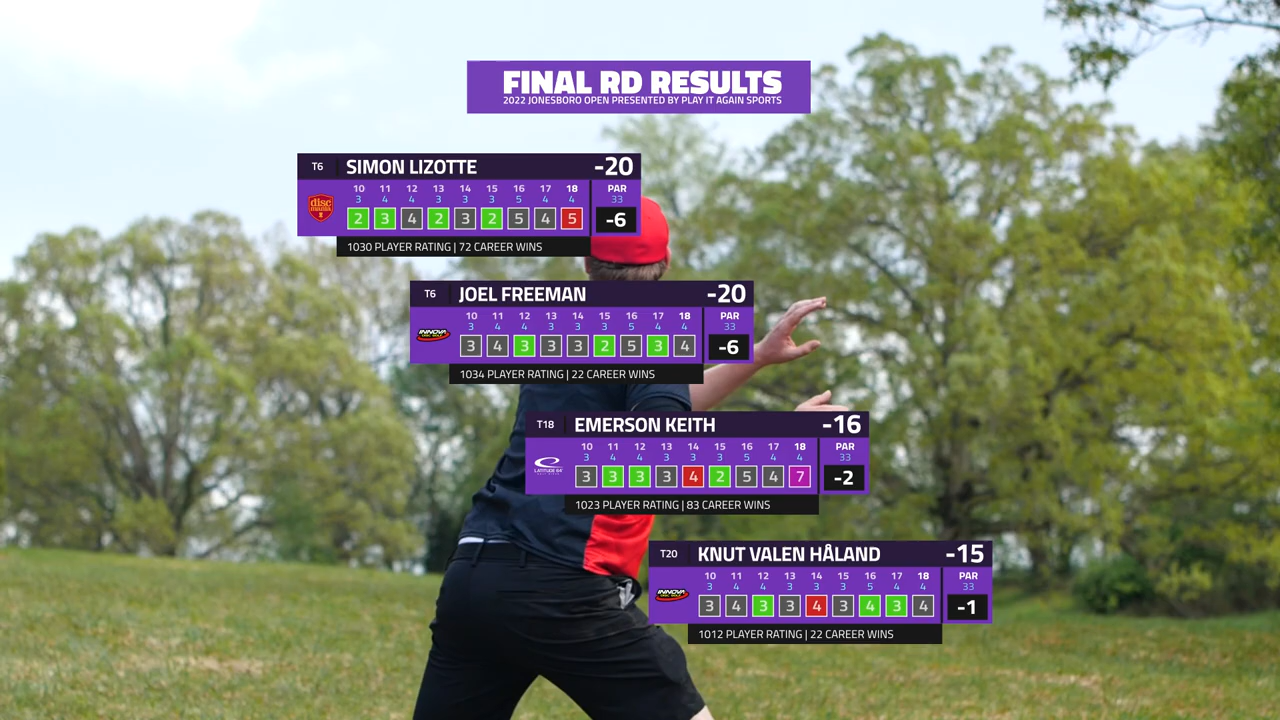 FINAL RD RESULTS
2022 JONESBORO OPEN PRESENTED BY PLAY IT AGAIN SPORTS
T6 SIMON LIZOTTE -20
10 11 12 13 14 15 16 17 18 PAR
3 4 4 3 3 3 5 4 4 33
disc mania
2 3 4 2 3 2 5 4 5 -6
1030 PLAYER RATING | 72 CAREER WINS
T6 JOEL FREEMAN -20
10 11 12 13 14 15 16 17 18 PAR
3 4 4 3 3 3 5 4 4 33
INNOVA
3 4 3 3 3 2 5 3 4 -6
1034 PLAYER RATING | 22 CAREER WINS
T18 EMERSON KEITH -16
10 11 12 13 14 15 16 17 18 PAR
3 4 4 3 3 3 5 4 4 33
LATITUDE 64°
3 3 3 3 4 2 5 4 7 -2
1023 PLAYER RATING | 83 CAREER WINS
T20 KNUT VALEN HÅLAND -15
10 11 12 13 14 15 16 17 18 PAR
3 4 4 3 3 3 5 4 4 33
INNOVA
3 4 3 3 4 3 4 3 4 -1
1012 PLAYER RATING | 22 CAREER WINS